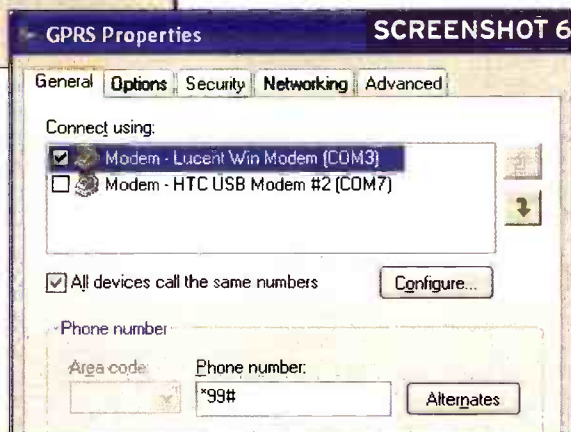 GPRS Properties
SCREENSHOT 6
General Options Security Networking Advanced
Connect using:
Modem - Lucent Win Modem (COM3)
Modem - HTC USB Modem #2 (COM7)
All devices call the same numbers
Configure...
Phone number
Area code: Phone number:
*99#
Alternates